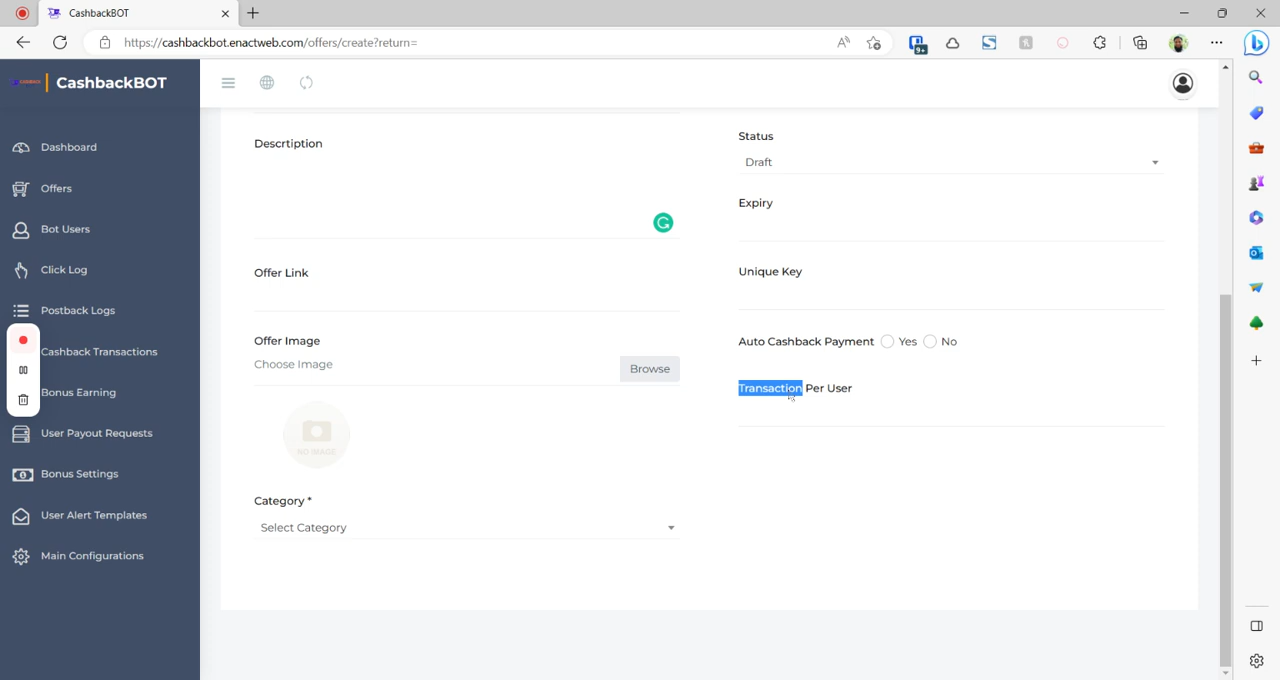 CashbackBOT
https://cashbackbot.enactweb.com/offers/create?return=
9+
CashbackBOT
Dashboard
Offers
Bot Users
Click Log
Postback Logs
Cashback Transactions
Bonus Earning
User Payout Requests
Bonus Settings
User Alert Templates
Main Configurations
Descrtiption
Offer Link
Offer Image
Choose Image
Browse
NO IMAGE
Category *
Select Category
Status
Draft
Expiry
Unique Key
Auto Cashback Payment Yes No
Transaction Per User